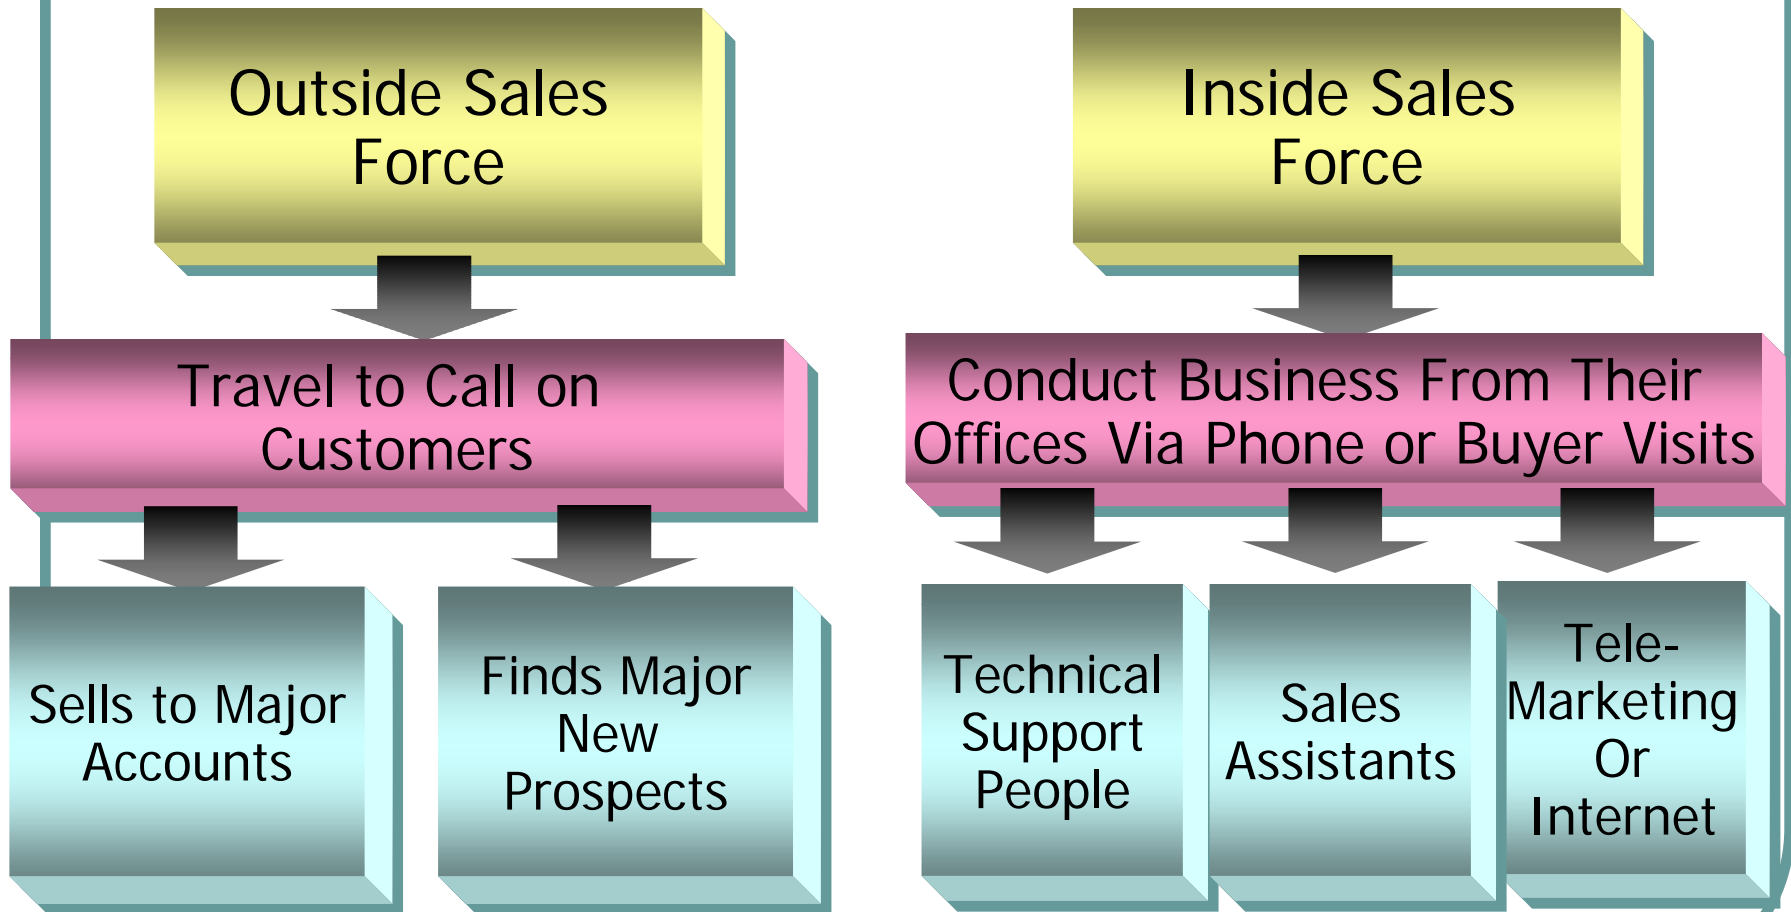 Outside Sales
Force
Inside Sales
Force
Travel to Call on
Customers
Conduct Business From Their
Offices Via Phone or Buyer Visits
Sells to Major
Accounts
Finds Major
New
Prospects
Technical
Support
People
Sales
Assistants
Tele-
Marketing
Or
Internet